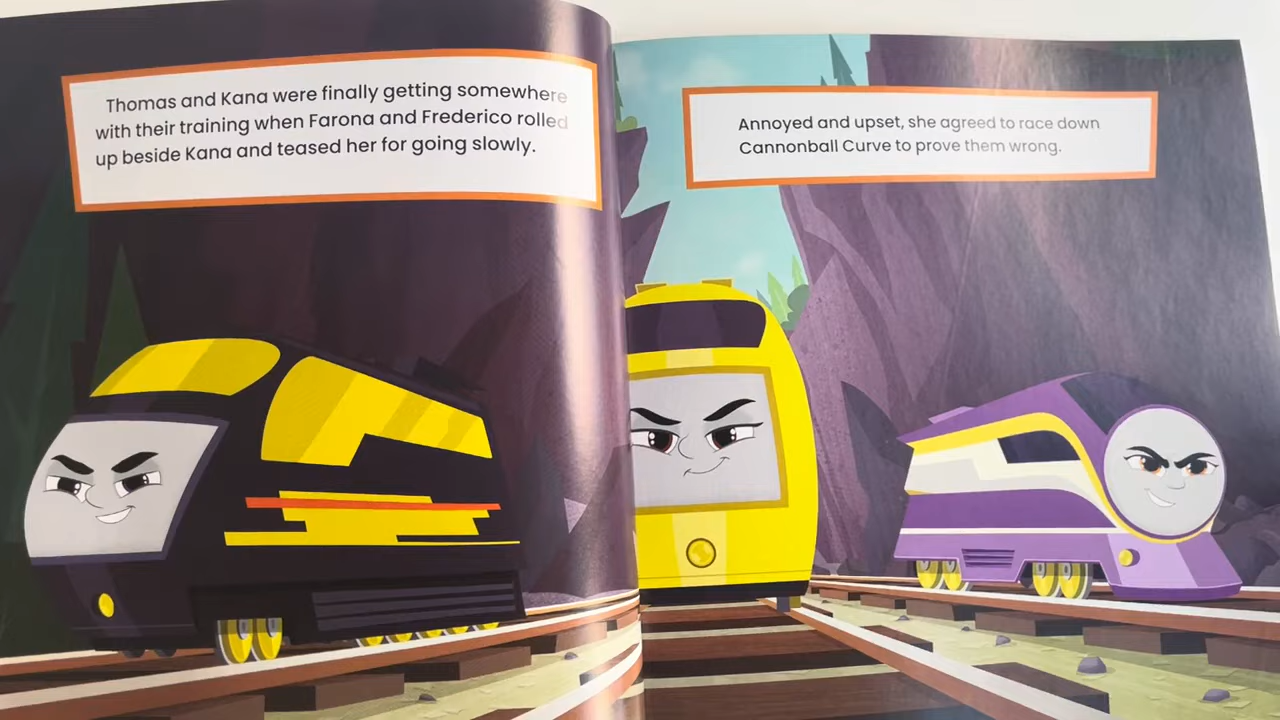 Thomas and Kana were finally getting somewhere
with their training when Farona and Frederico rolled
up beside Kana and teased her for going slowly.
Annoyed and upset, she agreed to race down
Cannonball Curve to prove them wrong.